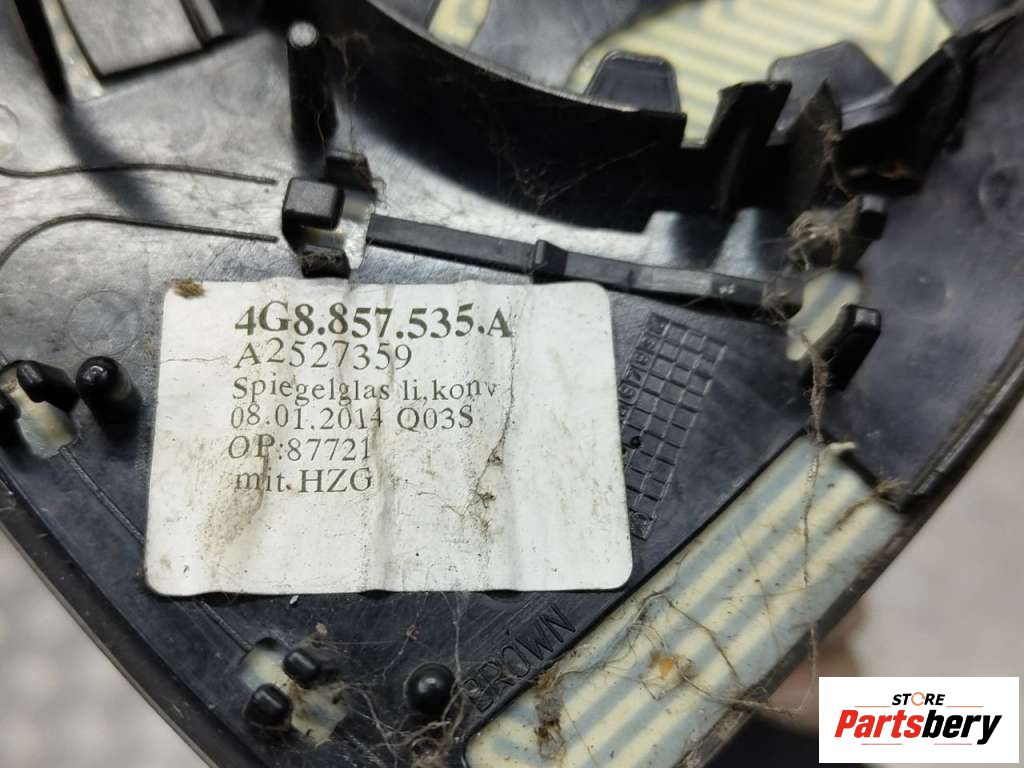 4G8.857.535.A
A2527359
Spiegelglas li,konv
08.01.2014 Q03S
OP:87721
mit HZG
BROWN
STORE
Partsbery